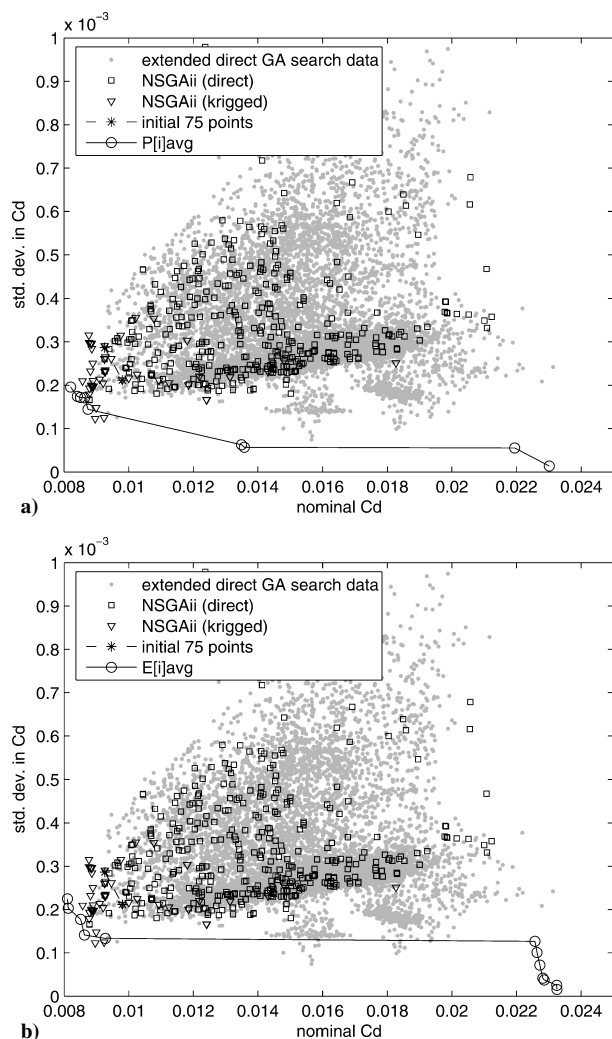 x 10⁻³
1
0.9
0.8
0.7
0.6
0.5
0.4
0.3
0.2
0.1
0
std. dev. in Cd
extended direct GA search data
NSGAii (direct)
NSGAii (krigged)
initial 75 points
P[i]avg
0.008 0.01 0.012 0.014 0.016 0.018 0.02 0.022 0.024
nominal Cd
a)
x 10⁻³
1
0.9
0.8
0.7
0.6
0.5
0.4
0.3
0.2
0.1
0
std. dev. in Cd
extended direct GA search data
NSGAii (direct)
NSGAii (krigged)
initial 75 points
E[i]avg
0.008 0.01 0.012 0.014 0.016 0.018 0.02 0.022 0.024
nominal Cd
b)